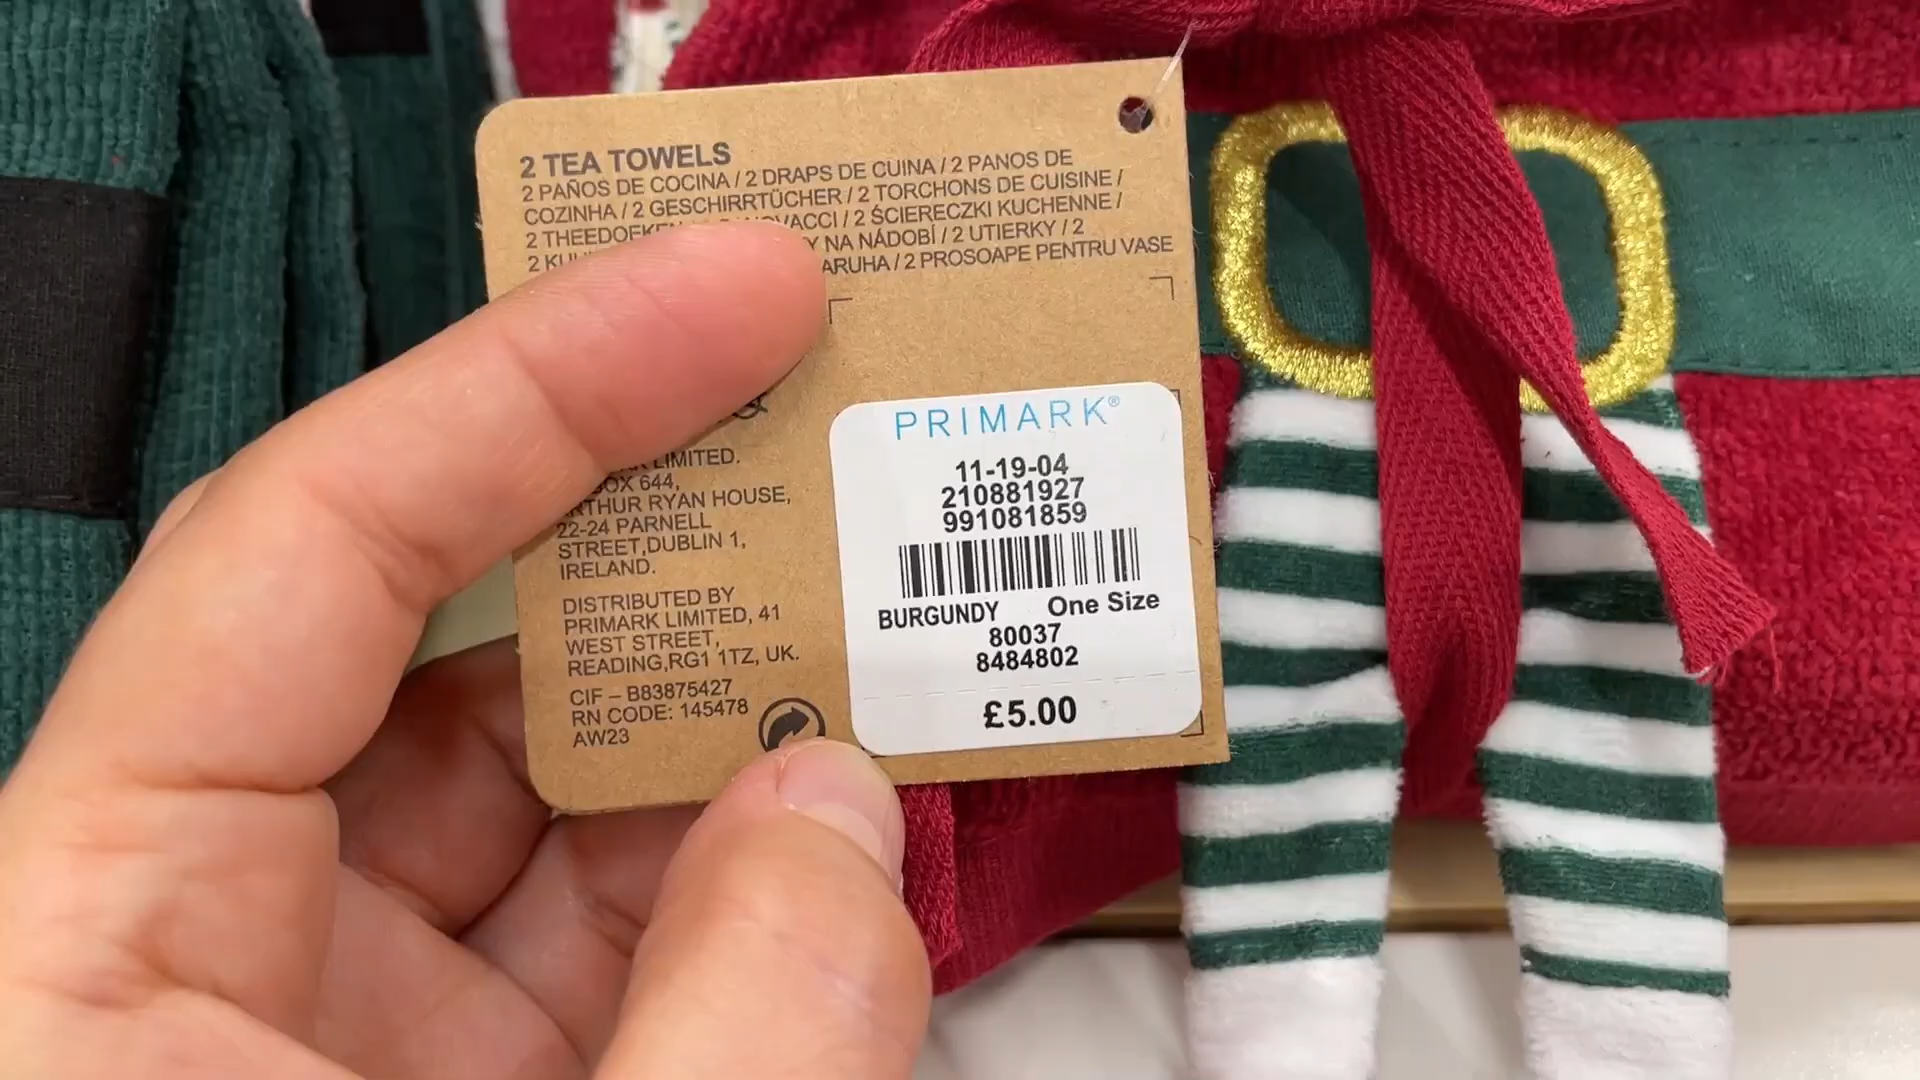 2 TEA TOWELS
2 PAÑOS DE COCINA / 2 DRAPS DE CUINA / 2 PANOS DE
COZINHA / 2 GESCHIRRTÜCHER / 2 TORCHONS DE CUISINE /
2 THEEDOEKEN / 2 ŚCIERECZKI KUCHENNE /
NA NÁDOBÍ / 2 UTIERKY / 2
2 / 2 PROSOAPE PENTRU VASE
LIMITED.
BOX 644,
ARTHUR RYAN HOUSE,
22-24 PARNELL
STREET,DUBLIN 1,
IRELAND.
DISTRIBUTED BY
PRIMARK LIMITED, 41
WEST STREET,
READING,RG1 1TZ, UK.
CIF – B83875427
RN CODE: 145478
AW23
PRIMARK®
11-19-04
210881927
991081859
BURGUNDY One Size
80037
8484802
£5.00